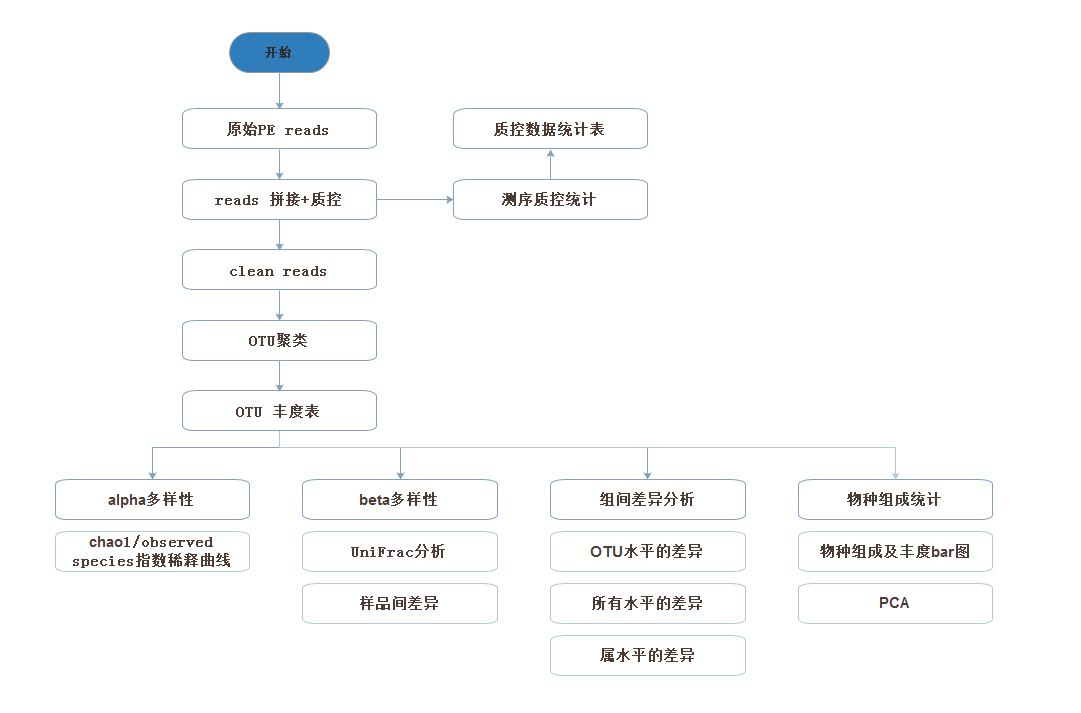 开始
原始PE reads
质控数据统计表
reads 拼接+质控
测序质控统计
clean reads
OTU聚类
OTU 丰度表
alpha多样性
beta多样性
组间差异分析
物种组成统计
chao1/observed
species指数稀释曲线
UniFrac分析
OTU水平的差异
物种组成及丰度bar图
样品间差异
所有水平的差异
PCA
属水平的差异